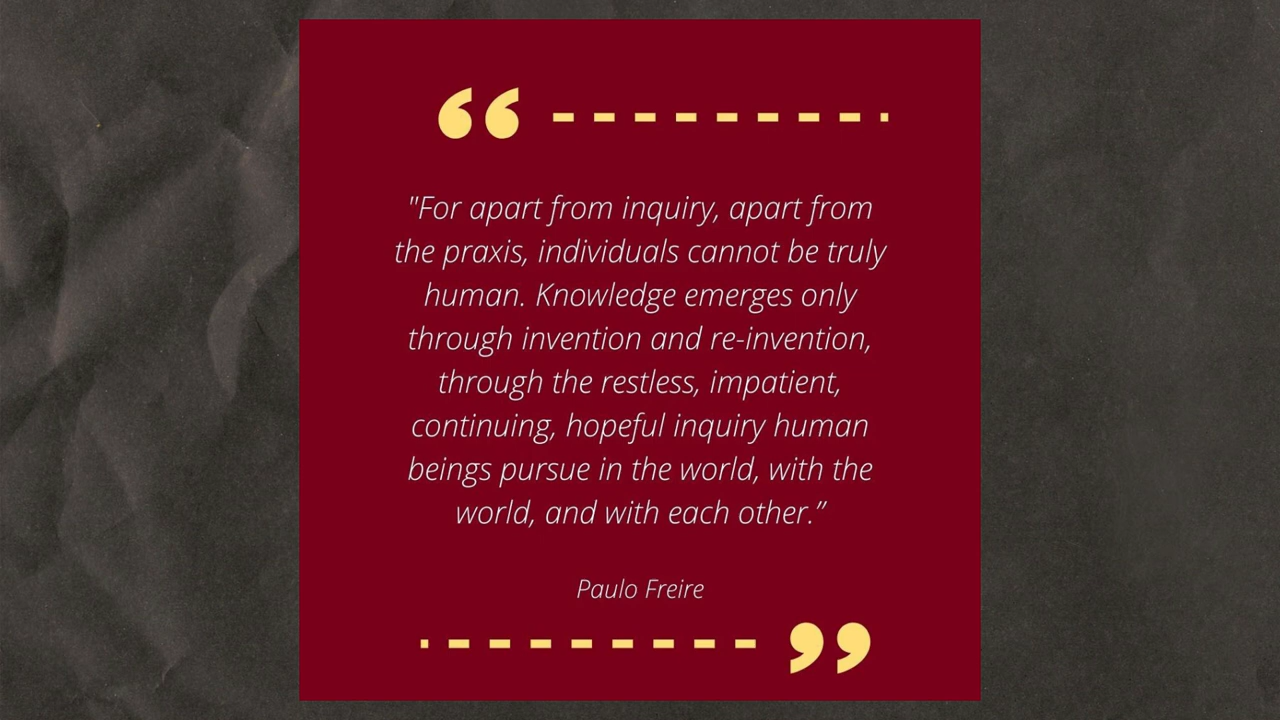 "For apart from inquiry, apart from
the praxis, individuals cannot be truly
human. Knowledge emerges only
through invention and re-invention,
through the restless, impatient,
continuing, hopeful inquiry human
beings pursue in the world, with the
world, and with each other.”
Paulo Freire